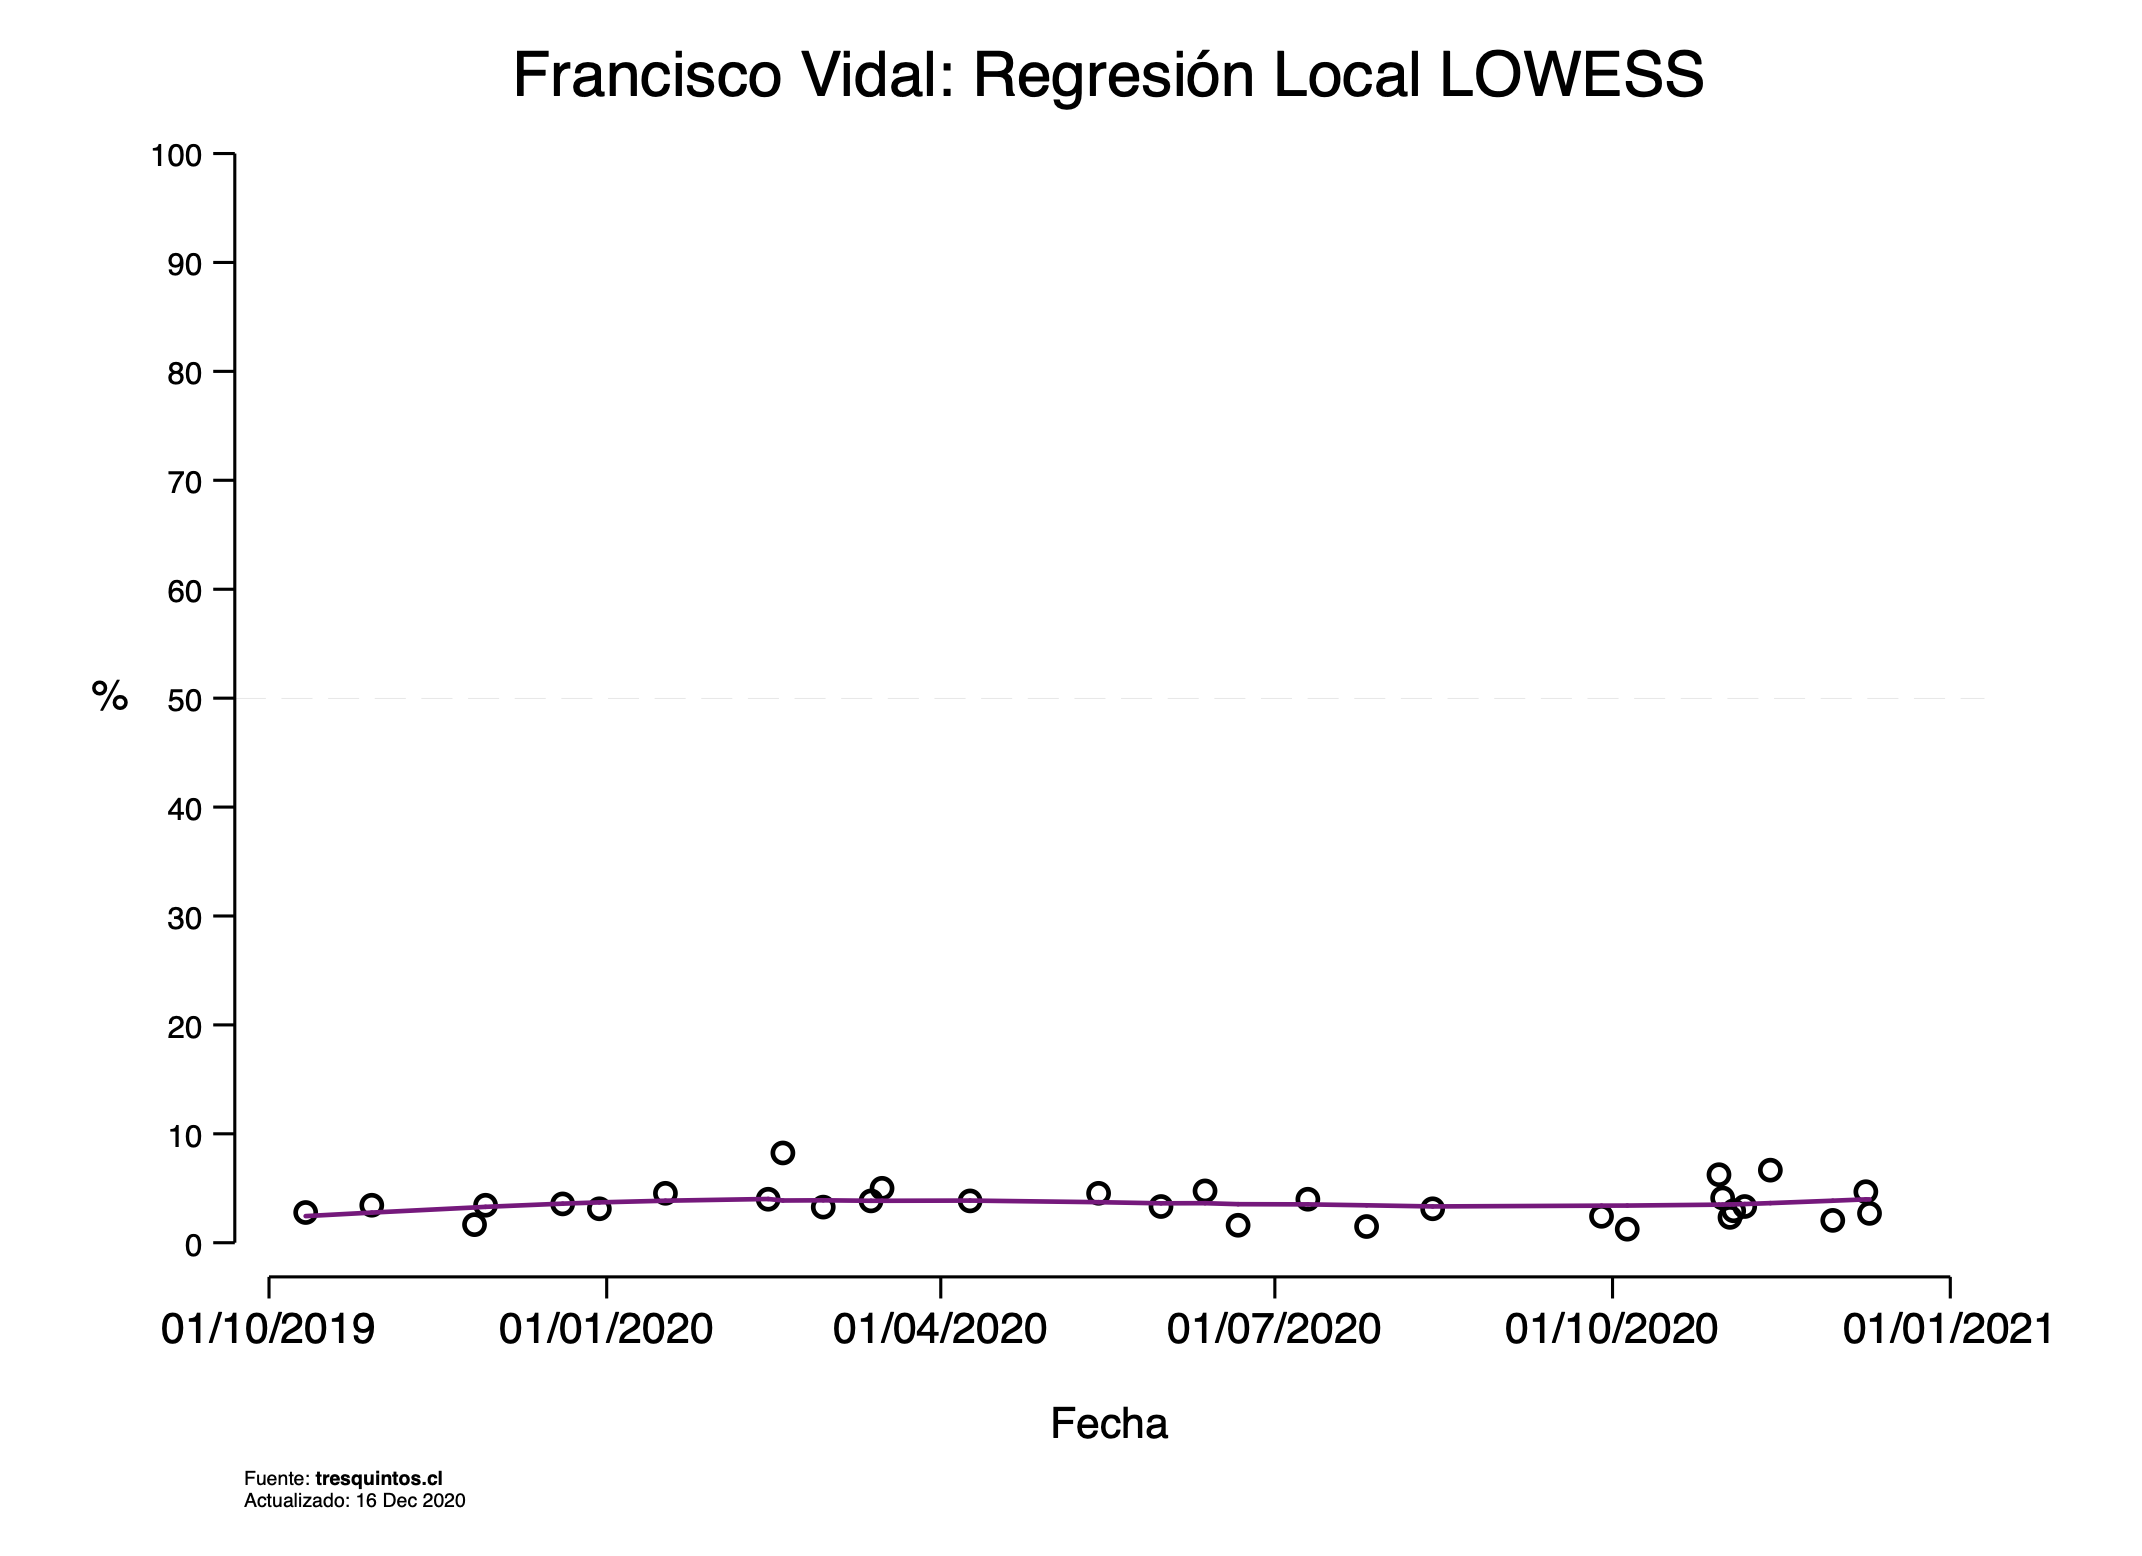 Francisco Vidal: Regresión Local LOWESS
100
90
80
70
60
% 50
40
30
20
10
0
01/10/2019 01/01/2020 01/04/2020 01/07/2020 01/10/2020 01/01/2021
Fecha
Fuente: tresquintos.cl
Actualizado: 16 Dec 2020